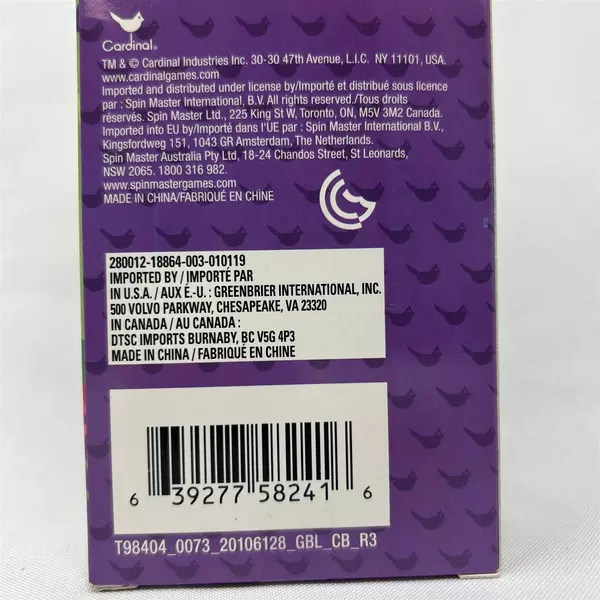 Cardinal®
TM & © Cardinal Industries Inc. 30-30 47th Avenue, L.I.C. NY 11101, USA.
www.cardinalgames.com
Imported and distributed under license by/Importé et distribué sous licence
par : Spin Master International, B.V. All rights reserved./Tous droits
réservés. Spin Master Ltd., 225 King St W, Toronto, ON, M5V 3M2 Canada.
Imported into EU by/Importé dans l'UE par : Spin Master International B.V.,
Kingsfordweg 151, 1043 GR Amsterdam, The Netherlands.
Spin Master Australia Pty Ltd, 18-24 Chandos Street, St Leonards,
NSW 2065. 1800 316 982.
www.spinmastergames.com
MADE IN CHINA/FABRIQUÉ EN CHINE
280012-18864-003-010119
IMPORTED BY / IMPORTÉ PAR
IN U.S.A. / AUX É.-U. : GREENBRIER INTERNATIONAL, INC.
500 VOLVO PARKWAY, CHESAPEAKE, VA 23320
IN CANADA / AU CANADA :
DTSC IMPORTS BURNABY, BC V5G 4P3
MADE IN CHINA / FABRIQUÉ EN CHINE
6 39277 58241 6
T98404_0073_20106128_GBL_CB_R3